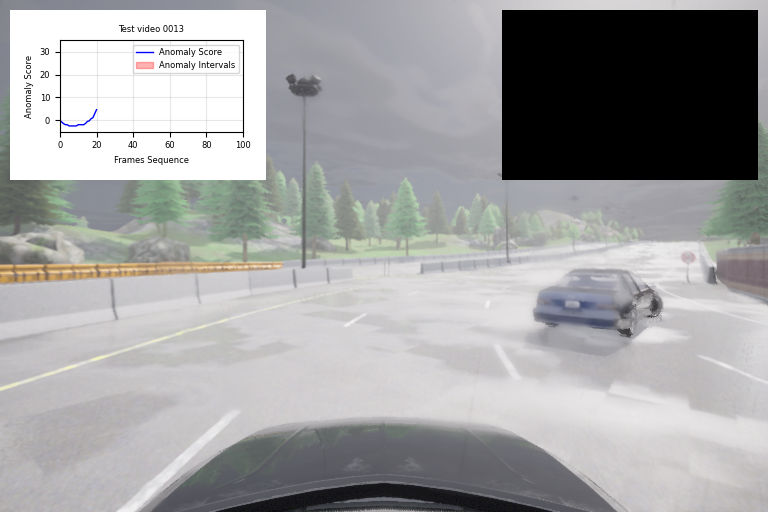 Test video 0013
Anomaly Score
30
20
10
0
Anomaly Score
Anomaly Intervals
0 20 40 60 80 100
Frames Sequence